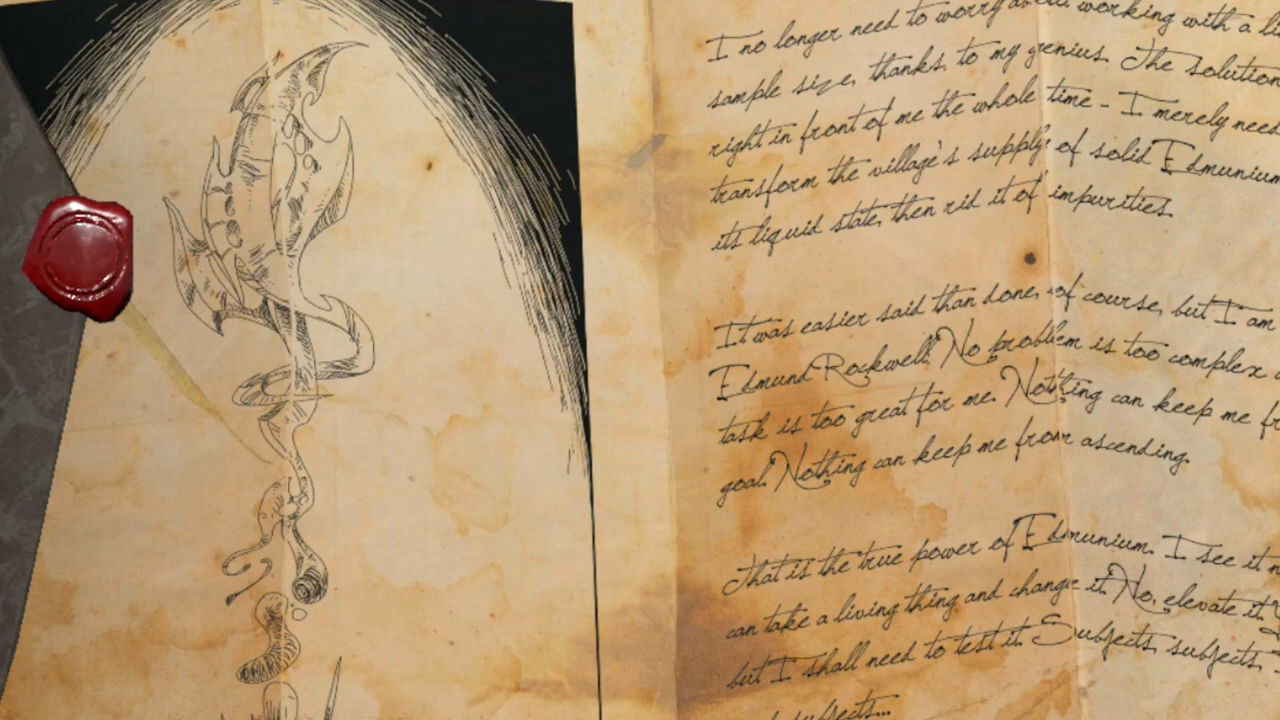 I no longer need to worry about working with a
sample size, thanks to my genius. The solution
right in front of me the whole time - I merely need
transform the village's supply of solid Edmunium
its liquid state, then rid it of impurities.
It was easier said than done, of course, but I am
Edmund Rockwell. No problem is too complex
task is too great for me. Nothing can keep me
goal. Nothing can keep me from ascending.
That is the true power of Edmunium. I see it
can take a living thing and change it. No, elevate it.
but I shall need to test it. Subjects, subjects.
subjects...